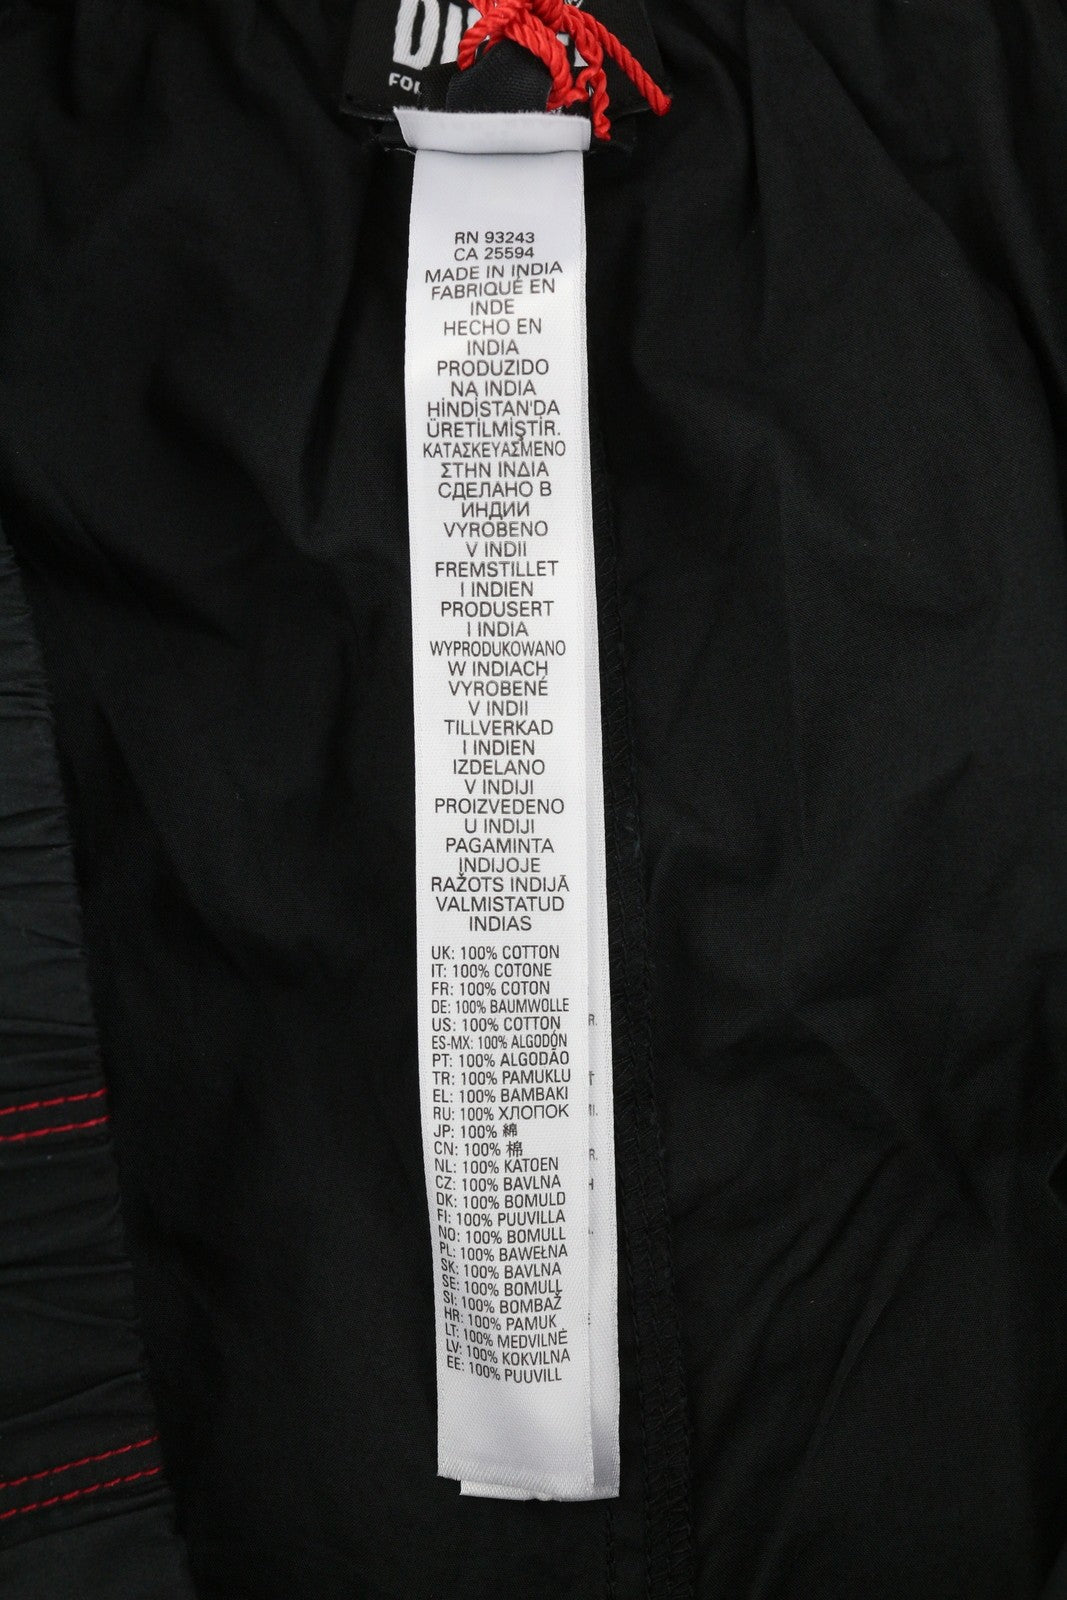 RN 93243
CA 25594
MADE IN INDIA
FABRIQUÉ EN
INDE
HECHO EN
INDIA
PRODUZIDO
NA INDIA
HİNDİSTAN'DA
ÜRETİLMİŞTİR.
ΚΑΤΑΣΚΕΥΑΣΜΕΝΟ
ΣΤΗΝ ΙΝΔΙΑ
СДЕЛАНО В
ИНДИИ
VYROBENO
V INDII
FREMSTILLET
I INDIEN
PRODUSERT
I INDIA
WYPRODUKOWANO
W INDIACH
VYROBENÉ
V INDII
TILLVERKAD
I INDIEN
IZDELANO
V INDIJI
PROIZVEDENO
U INDIJI
PAGAMINTA
INDIJOJE
RAŽOTS INDIJĀ
VALMISTATUD
INDIAS
UK: 100% COTTON
IT: 100% COTONE
FR: 100% COTON
DE: 100% BAUMWOLLE
US: 100% COTTON
ES-MX: 100% ALGODÓN
PT: 100% ALGODÃO
TR: 100% PAMUKLU
EL: 100% ΒΑΜΒΑΚΙ
RU: 100% ХЛОПОК
JP: 100% 綿
CN: 100% 棉
NL: 100% KATOEN
CZ: 100% BAVLNA
DK: 100% BOMULD
FI: 100% PUUVILLA
NO: 100% BOMULL
PL: 100% BAWEŁNA
SK: 100% BAVLNA
SE: 100% BOMULL
SI: 100% BOMBAŽ
HR: 100% PAMUK
LT: 100% MEDVILNĖ
LV: 100% KOKVILNA
EE: 100% PUUVILL